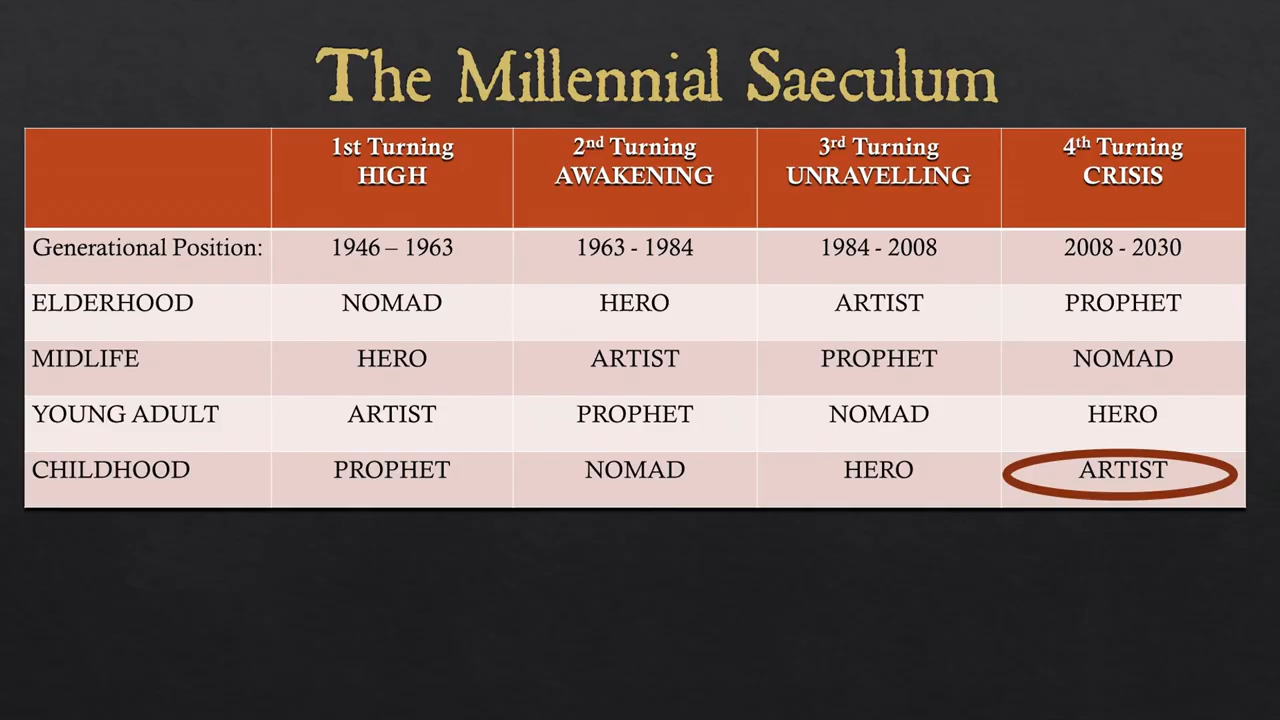 The Millennial Saeculum
1st Turning HIGH 2nd Turning AWAKENING 3rd Turning UNRAVELLING 4th Turning CRISIS
Generational Position: 1946 – 1963 1963 - 1984 1984 - 2008 2008 - 2030
ELDERHOOD NOMAD HERO ARTIST PROPHET
MIDLIFE HERO ARTIST PROPHET NOMAD
YOUNG ADULT ARTIST PROPHET NOMAD HERO
CHILDHOOD PROPHET NOMAD HERO ARTIST